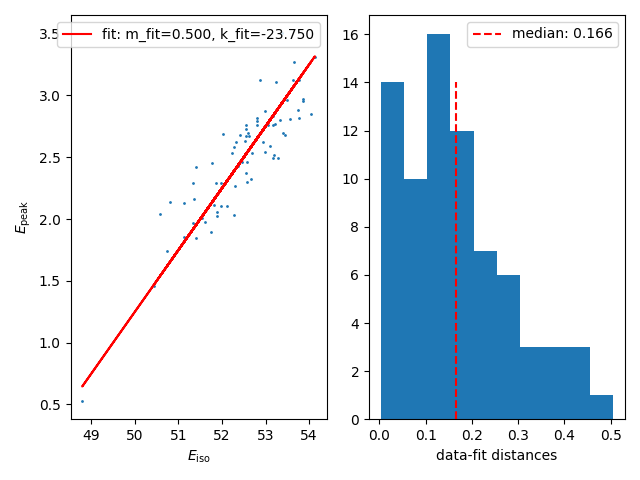 fit: m_fit=0.500, k_fit=-23.750
3.5
3.0
2.5
2.0
1.5
1.0
0.5
E_peak
49 50 51 52 53 54
E_iso
median: 0.166
16
14
12
10
8
6
4
2
0
0.0 0.1 0.2 0.3 0.4 0.5
data-fit distances